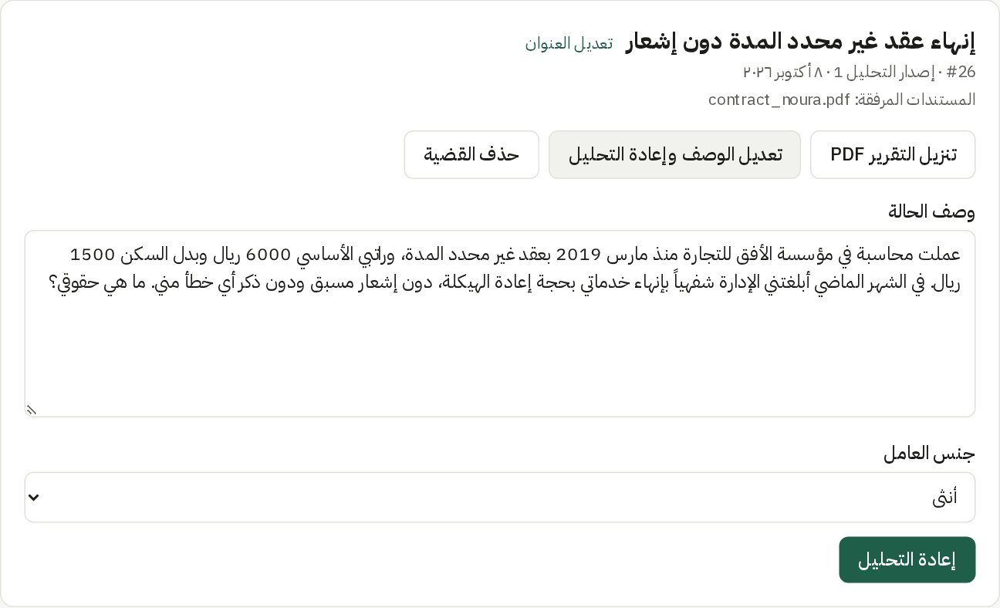 إنهاء عقد غير محدد المدة دون إشعار تعديل العنوان
#26 · إصدار التحليل 1 · ٨ أكتوبر ٢٠٢٦
المستندات المرفقة: contract_noura.pdf
تنزيل التقرير PDF تعديل الوصف وإعادة التحليل حذف القضية
وصف الحالة
عملت محاسبة في مؤسسة الأفق للتجارة منذ مارس 2019 بعقد غير محدد المدة، وراتبي الأساسي 6000 ريال وبدل السكن 1500
ريال. في الشهر الماضي أبلغتني الإدارة شفهياً بإنهاء خدماتي بحجة إعادة الهيكلة، دون إشعار مسبق ودون ذكر أي خطأ مني. ما هي حقوقي؟
جنس العامل
أنثى
إعادة التحليل